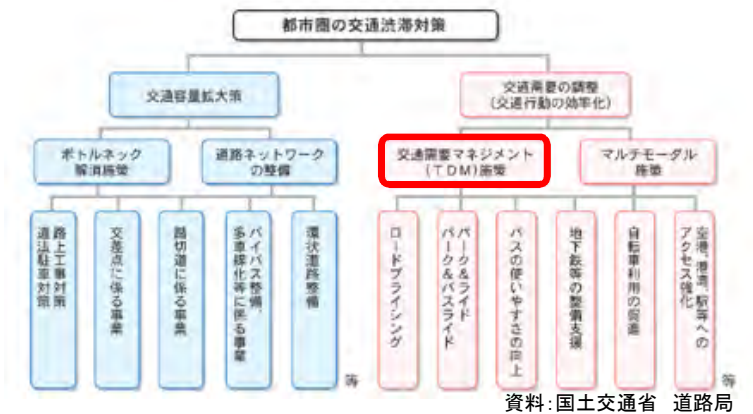 都市圏の交通渋滞対策
交通容量拡大策
交通需要の調整
(交通行動の効率化)
ボトルネック
解消施策
道路ネットワーク
の整備
交通需要マネジメント
(TDM)施策
マルチモーダル
施策
路上工事対策
違法駐車対策
交差点に係る事業
踏切道に係る事業
バイパス整備、
多車線化等に係る事業
環状道路整備
等
ロードプライシング
パーク&ライド
パーク&バスライド
バスの使いやすさの向上
地下鉄等の整備支援
自転車利用の促進
空港、港湾、駅等への
アクセス強化
等
資料:国土交通省 道路局